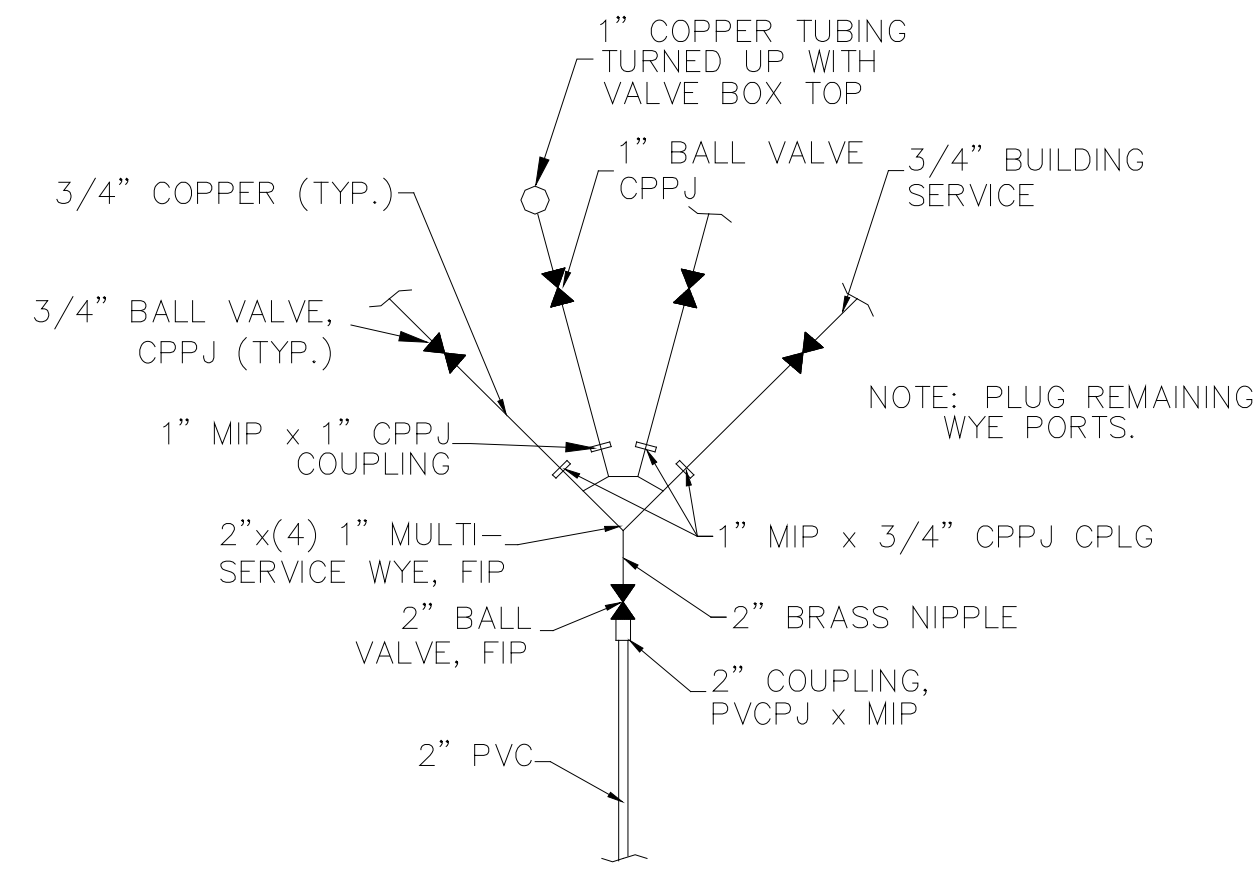 1” COPPER TUBING
TURNED UP WITH
VALVE BOX TOP
1” BALL VALVE
CPPJ
3/4” BUILDING
SERVICE
3/4” COPPER (TYP.)
3/4” BALL VALVE,
CPPJ (TYP.)
NOTE: PLUG REMAINING
WYE PORTS.
1” MIP x 1” CPPJ
COUPLING
2”x(4) 1” MULTI-
SERVICE WYE, FIP
1” MIP x 3/4” CPPJ CPLG
2” BALL
VALVE, FIP
2” BRASS NIPPLE
2” COUPLING,
PVCPJ x MIP
2” PVC